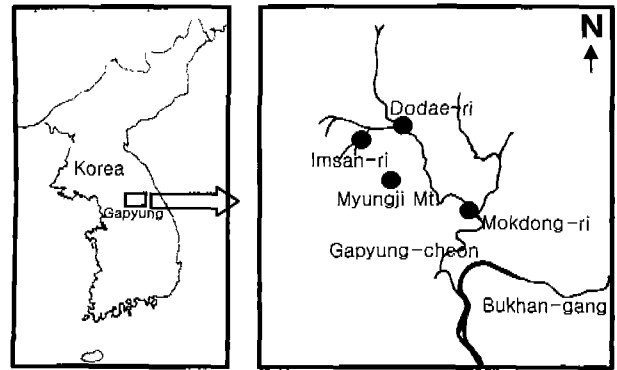 Korea
Gapyung
N
Dodae-ri
Imsan-ri
Myungji Mt.
Mokdong-ri
Gapyung-cheon
Bukhan-gang